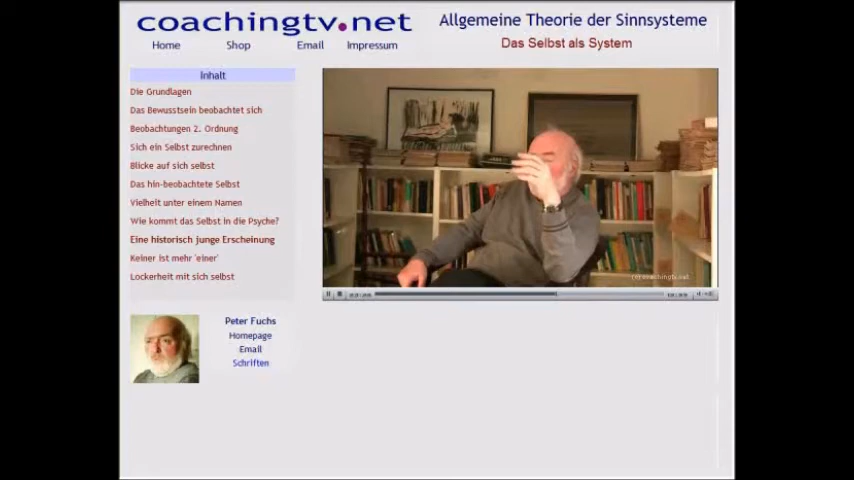 coachingtv.net
Allgemeine Theorie der Sinnsysteme
Home Shop Email Impressum
Das Selbst als System
Inhalt
Die Grundlagen
Das Bewusstsein beobachtet sich
Beobachtungen 2. Ordnung
Sich ein Selbst zurechnen
Blicke auf sich selbst
Das hin-beobachtete Selbst
Vielheit unter einem Namen
Wie kommt das Selbst in die Psyche?
Eine historisch junge Erscheinung
Keiner ist mehr 'einer'
Lockerheit mit sich selbst
(c) coachingtv.net
Peter Fuchs
Homepage
Email
Schriften